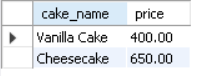 cake_name price
Vanilla Cake 400.00
Cheesecake 650.00